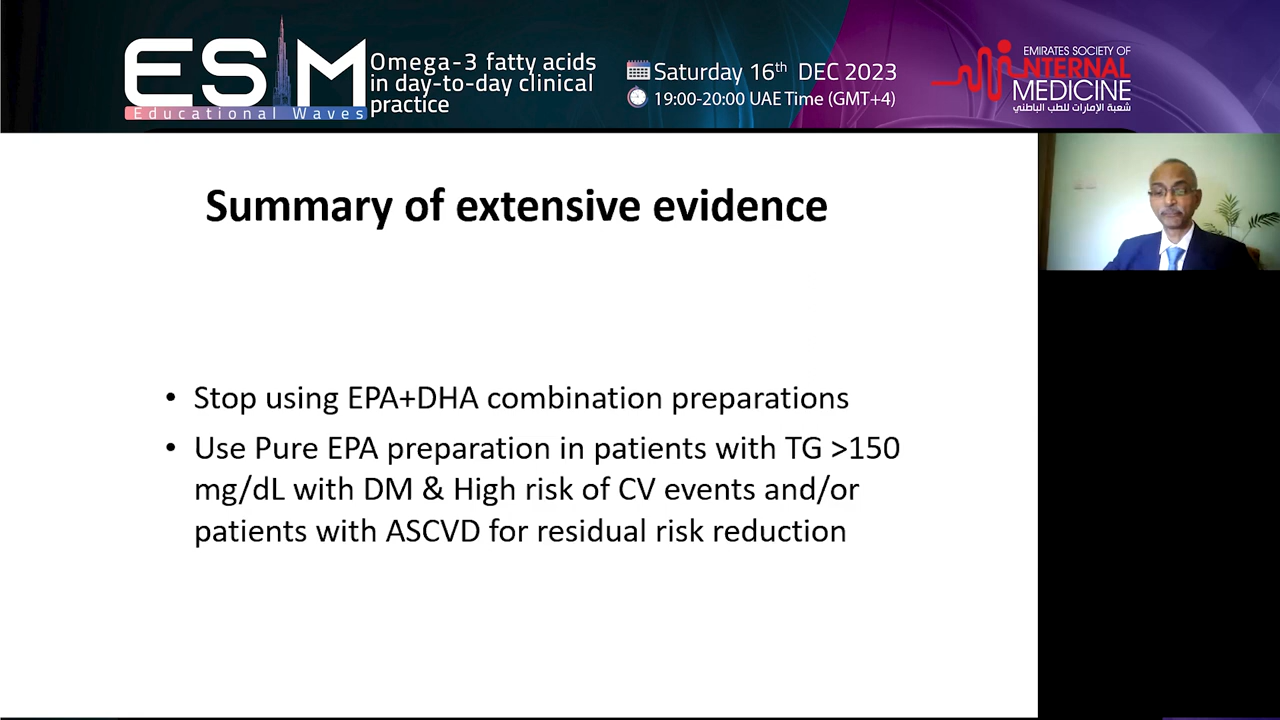 ESIM
Educational Waves
Omega-3 fatty acids
in day-to-day clinical
practice
Saturday 16th DEC 2023
19:00-20:00 UAE Time (GMT+4)
EMIRATES SOCIETY OF
INTERNAL
MEDICINE
شعبة الإمارات للطب الباطني
Summary of extensive evidence
• Stop using EPA+DHA combination preparations
• Use Pure EPA preparation in patients with TG >150
mg/dL with DM & High risk of CV events and/or
patients with ASCVD for residual risk reduction